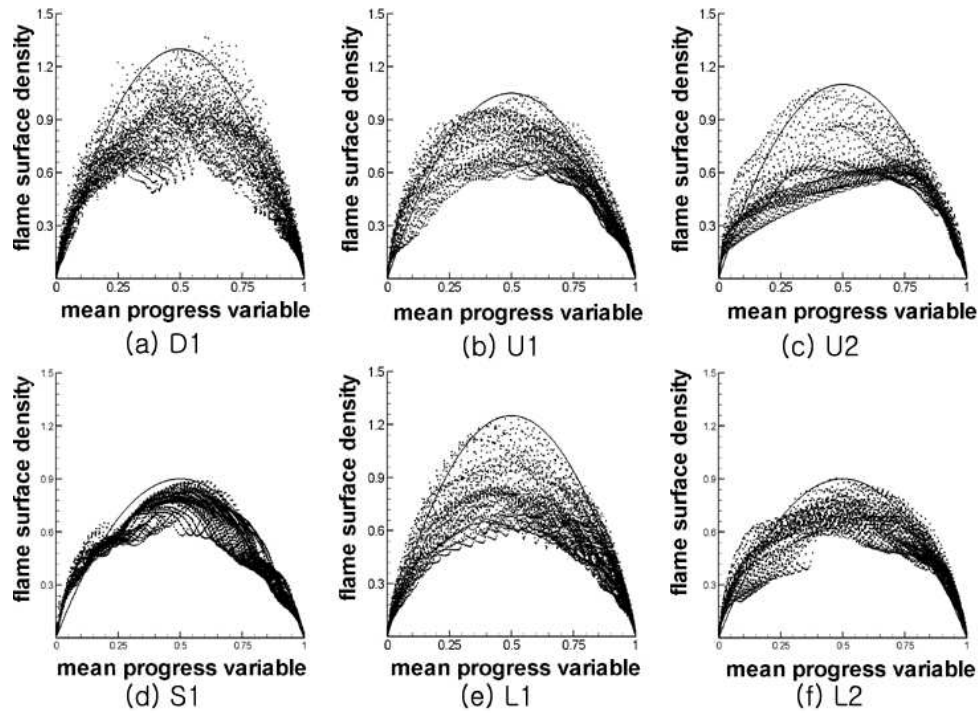 1.5
1.2
0.9
0.6
0.3
flame surface density
0 0.25 0.5 0.75 1
mean progress variable
(a) D1
1.5
1.2
0.9
0.6
0.3
flame surface density
0 0.25 0.5 0.75 1
mean progress variable
(b) U1
1.5
1.2
0.9
0.6
0.3
flame surface density
0 0.25 0.5 0.75 1
mean progress variable
(c) U2
1.5
1.2
0.9
0.6
0.3
flame surface density
0 0.25 0.5 0.75 1
mean progress variable
(d) S1
1.5
1.2
0.9
0.6
0.3
flame surface density
0 0.25 0.5 0.75 1
mean progress variable
(e) L1
1.5
1.2
0.9
0.6
0.3
flame surface density
0 0.25 0.5 0.75 1
mean progress variable
(f) L2